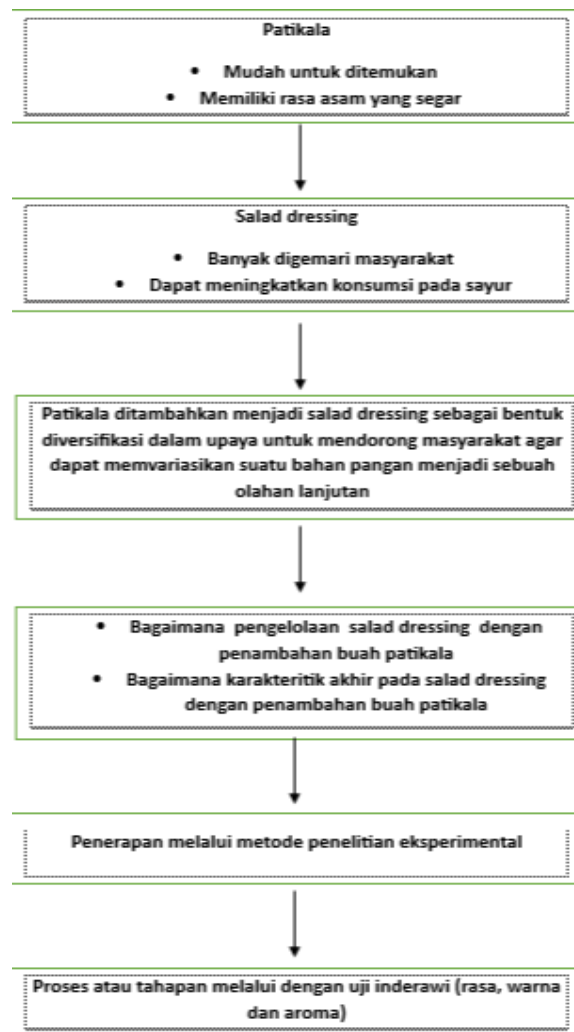 Patikala
• Mudah untuk ditemukan
• Memiliki rasa asam yang segar
Salad dressing
• Banyak digemari masyarakat
• Dapat meningkatkan konsumsi pada sayur
Patikala ditambahkan menjadi salad dressing sebagai bentuk
diversifikasi dalam upaya untuk mendorong masyarakat agar
dapat memvariasikan suatu bahan pangan menjadi sebuah
olahan lanjutan
• Bagaimana pengelolaan salad dressing dengan
penambahan buah patikala
• Bagaimana karakteritik akhir pada salad dressing
dengan penambahan buah patikala
Penerapan melalui metode penelitian eksperimental
Proses atau tahapan melalui dengan uji inderawi (rasa, warna
dan aroma)